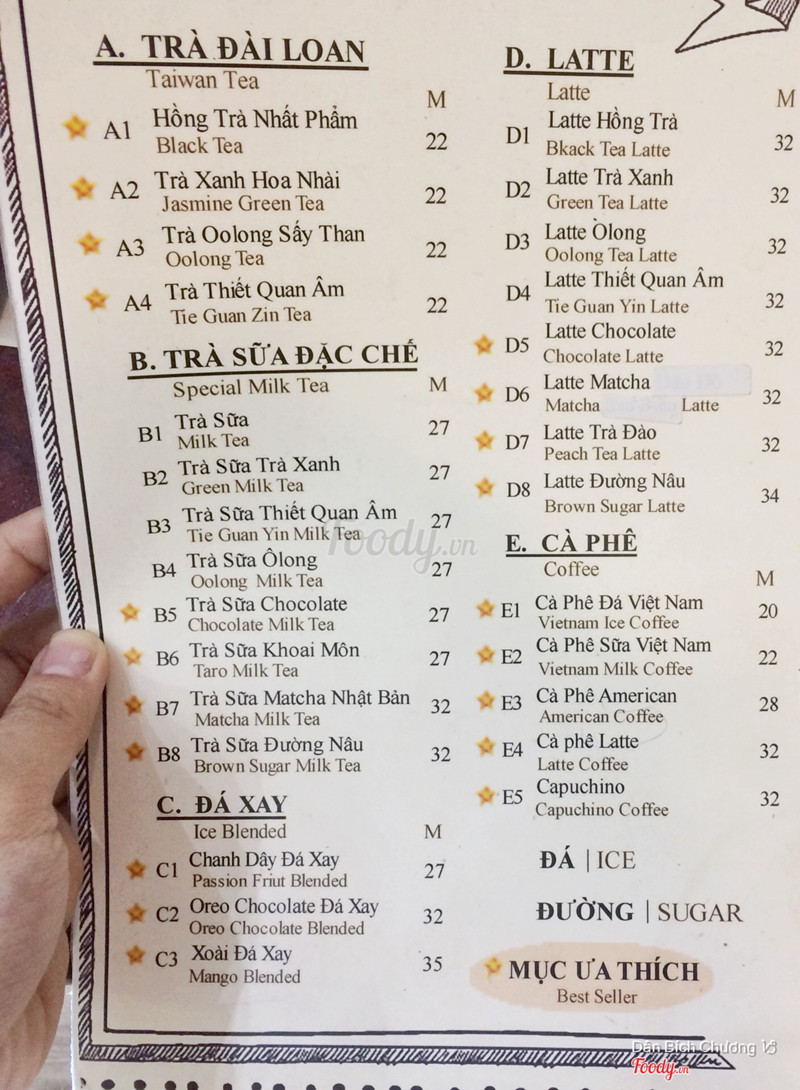 A. TRÀ ĐÀI LOAN
Taiwan Tea
M
A1 Hồng Trà Nhất Phẩm 22
Black Tea
A2 Trà Xanh Hoa Nhài 22
Jasmine Green Tea
A3 Trà Oolong Sấy Than 22
Oolong Tea
A4 Trà Thiết Quan Âm 22
Tie Guan Zin Tea
B. TRÀ SỮA ĐẶC CHẾ
Special Milk Tea M
B1 Trà Sữa 27
Milk Tea
B2 Trà Sữa Trà Xanh 27
Green Milk Tea
B3 Trà Sữa Thiết Quan Âm 27
Tie Guan Yin Milk Tea
B4 Trà Sữa Ôlong 27
Oolong Milk Tea
B5 Trà Sữa Chocolate 27
Chocolate Milk Tea
B6 Trà Sữa Khoai Môn 27
Taro Milk Tea
B7 Trà Sữa Matcha Nhật Bản 32
Matcha Milk Tea
B8 Trà Sữa Đường Nâu 32
Brown Sugar Milk Tea
C. ĐÁ XAY
Ice Blended M
C1 Chanh Dây Đá Xay 27
Passion Friut Blended
C2 Oreo Chocolate Đá Xay 32
Oreo Chocolate Blended
C3 Xoài Đá Xay 35
Mango Blended
D. LATTE
Latte M
D1 Latte Hồng Trà 32
Bkack Tea Latte
D2 Latte Trà Xanh 32
Green Tea Latte
D3 Latte Òlong 32
Oolong Tea Latte
D4 Latte Thiết Quan Âm 32
Tie Guan Yin Latte
D5 Latte Chocolate 32
Chocolate Latte
D6 Latte Matcha 32
Matcha Latte
D7 Latte Trà Đào 32
Peach Tea Latte
D8 Latte Đường Nâu 34
Brown Sugar Latte
E. CÀ PHÊ
Coffee M
E1 Cà Phê Đá Việt Nam 20
Vietnam Ice Coffee
E2 Cà Phê Sữa Việt Nam 22
Vietnam Milk Coffee
E3 Cà Phê American 28
American Coffee
E4 Cà phê Latte 32
Latte Coffee
E5 Capuchino 32
Capuchino Coffee
ĐÁ | ICE
ĐƯỜNG | SUGAR
MỤC ƯA THÍCH
Best Seller
Foody.vn
Dân Bích Chương
Foody.vn